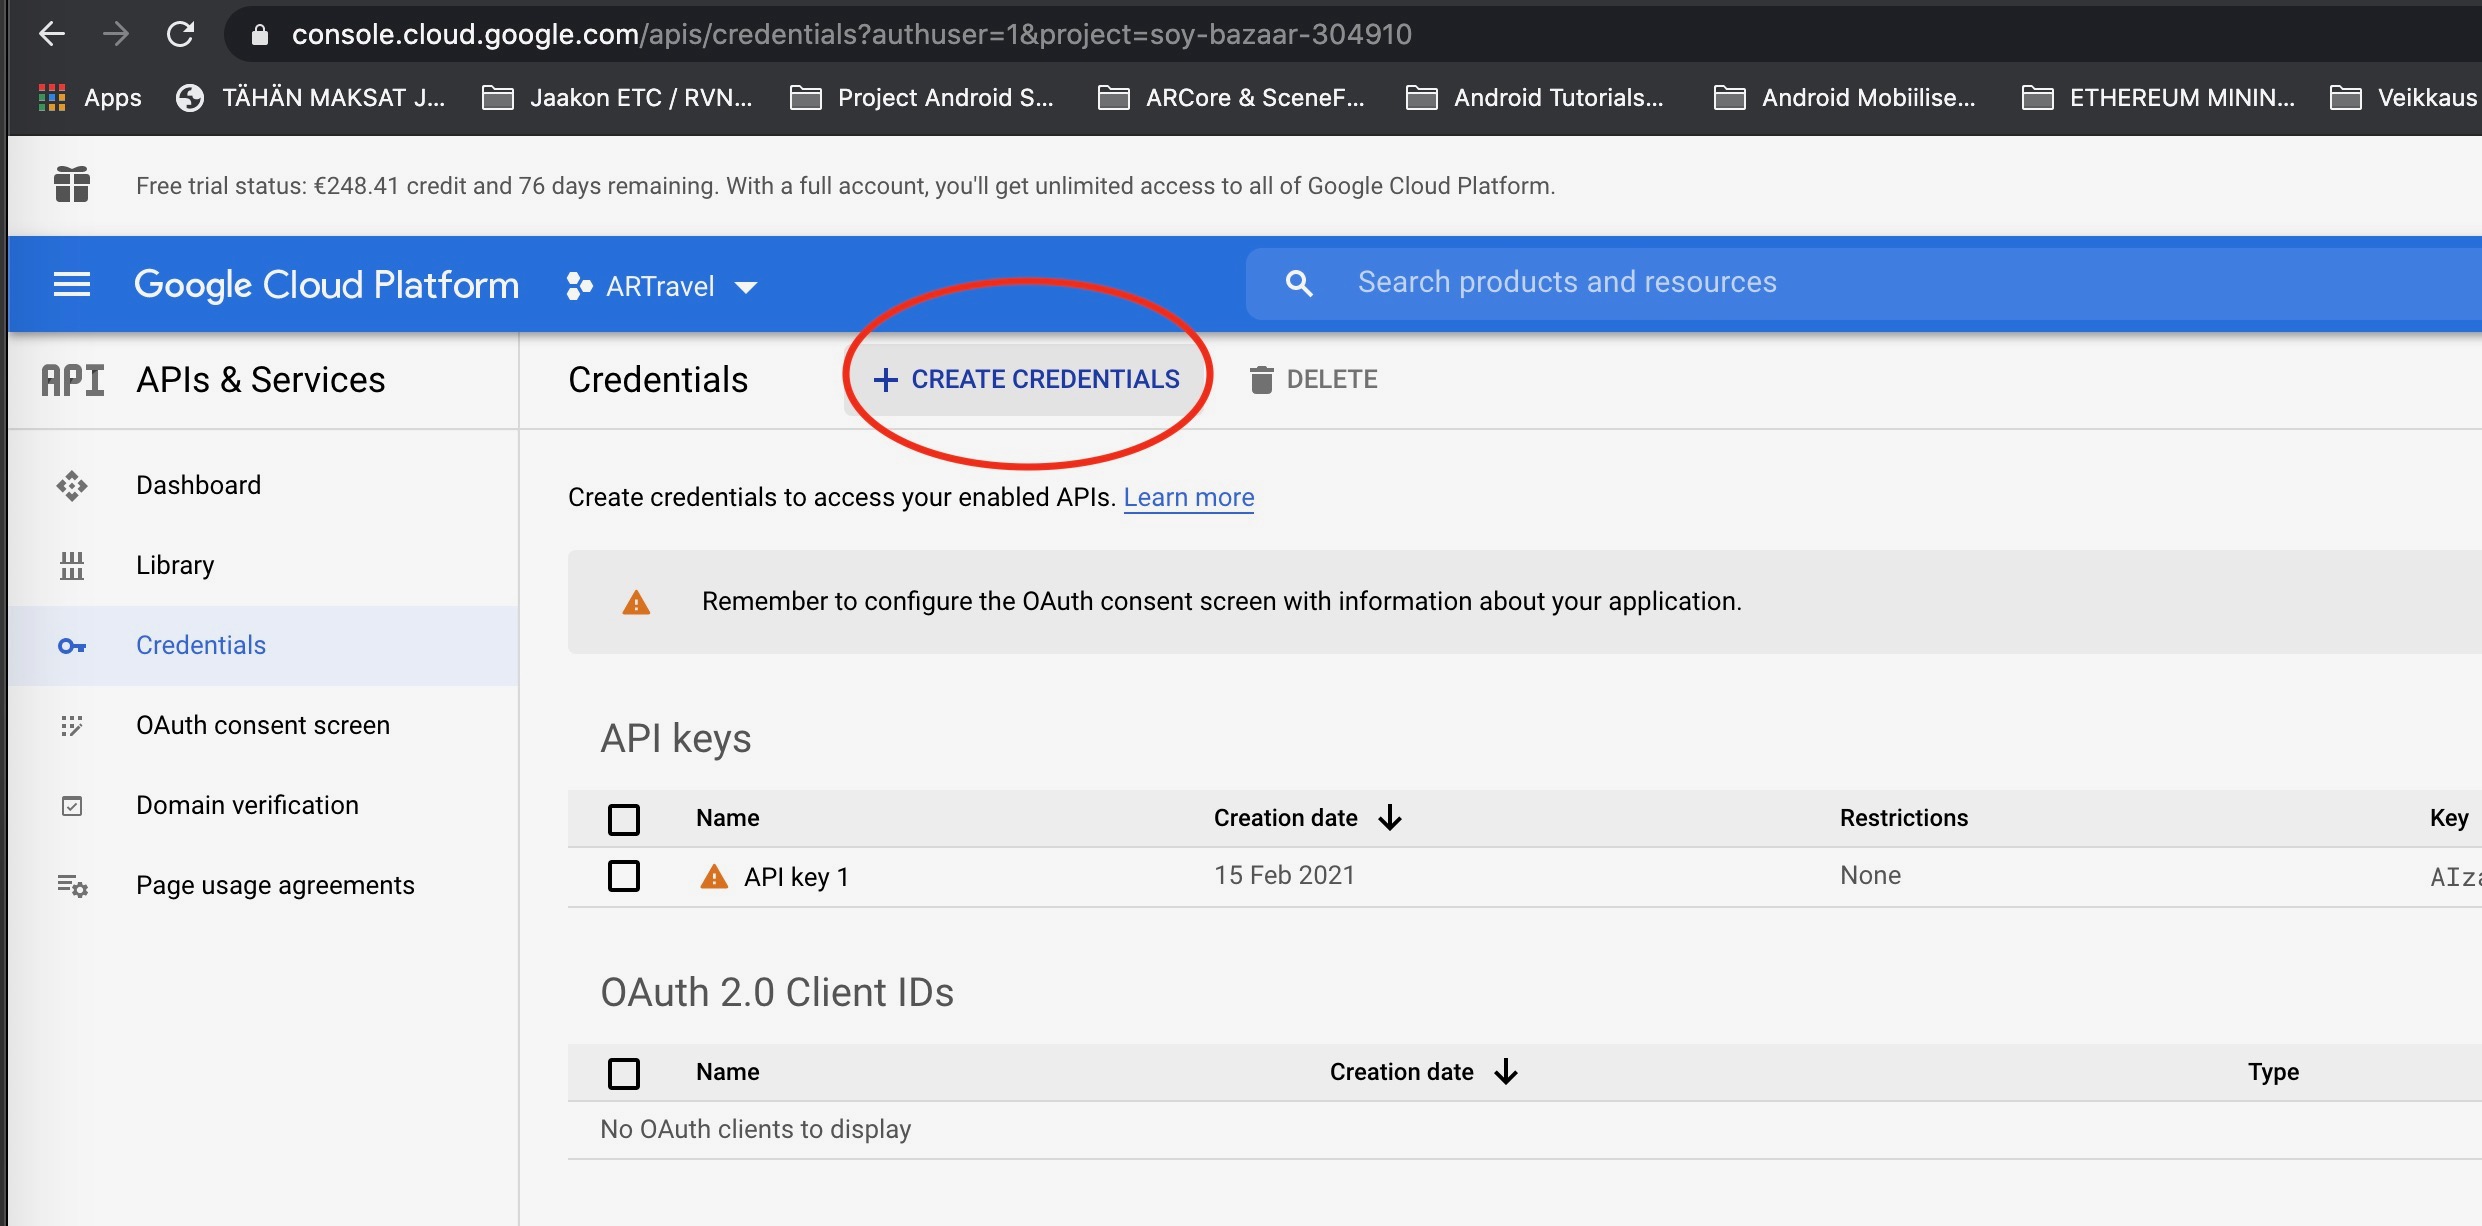 console.cloud.google.com/apis/credentials?authuser=1&project=soy-bazaar-304910
Apps TÄHÄN MAKSAT J... Jaakon ETC / RVN... Project Android S... ARCore & SceneF... Android Tutorials... Android Mobiilise... ETHEREUM MININ... Veikkaus
Free trial status: €248.41 credit and 76 days remaining. With a full account, you'll get unlimited access to all of Google Cloud Platform.
Google Cloud Platform ARTravel Search products and resources
API APIs & Services
Credentials + CREATE CREDENTIALS DELETE
Dashboard
Library
Credentials
OAuth consent screen
Domain verification
Page usage agreements
Create credentials to access your enabled APIs. Learn more
Remember to configure the OAuth consent screen with information about your application.
API keys
Name Creation date Restrictions Key
API key 1 15 Feb 2021 None AIza
OAuth 2.0 Client IDs
Name Creation date Type
No OAuth clients to display